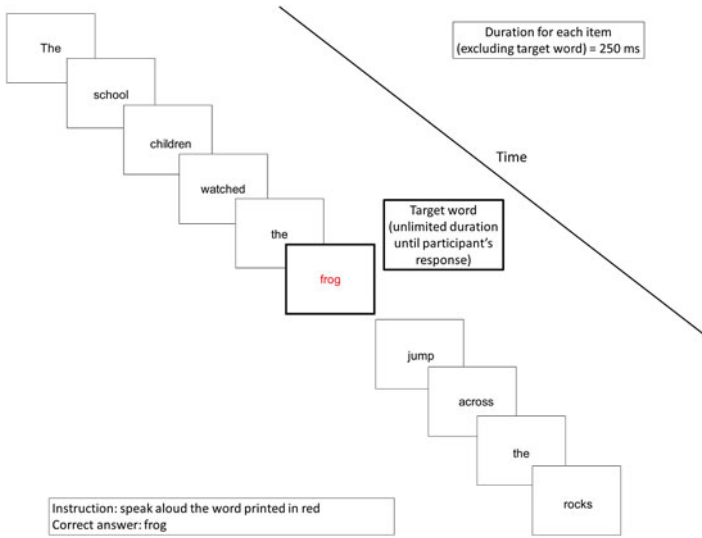 The
Duration for each item
(excluding target word) = 250 ms
school
children
Time
watched
Target word
(unlimited duration
until participant's
response)
the
frog
jump
across
the
rocks
Instruction: speak aloud the word printed in red
Correct answer: frog